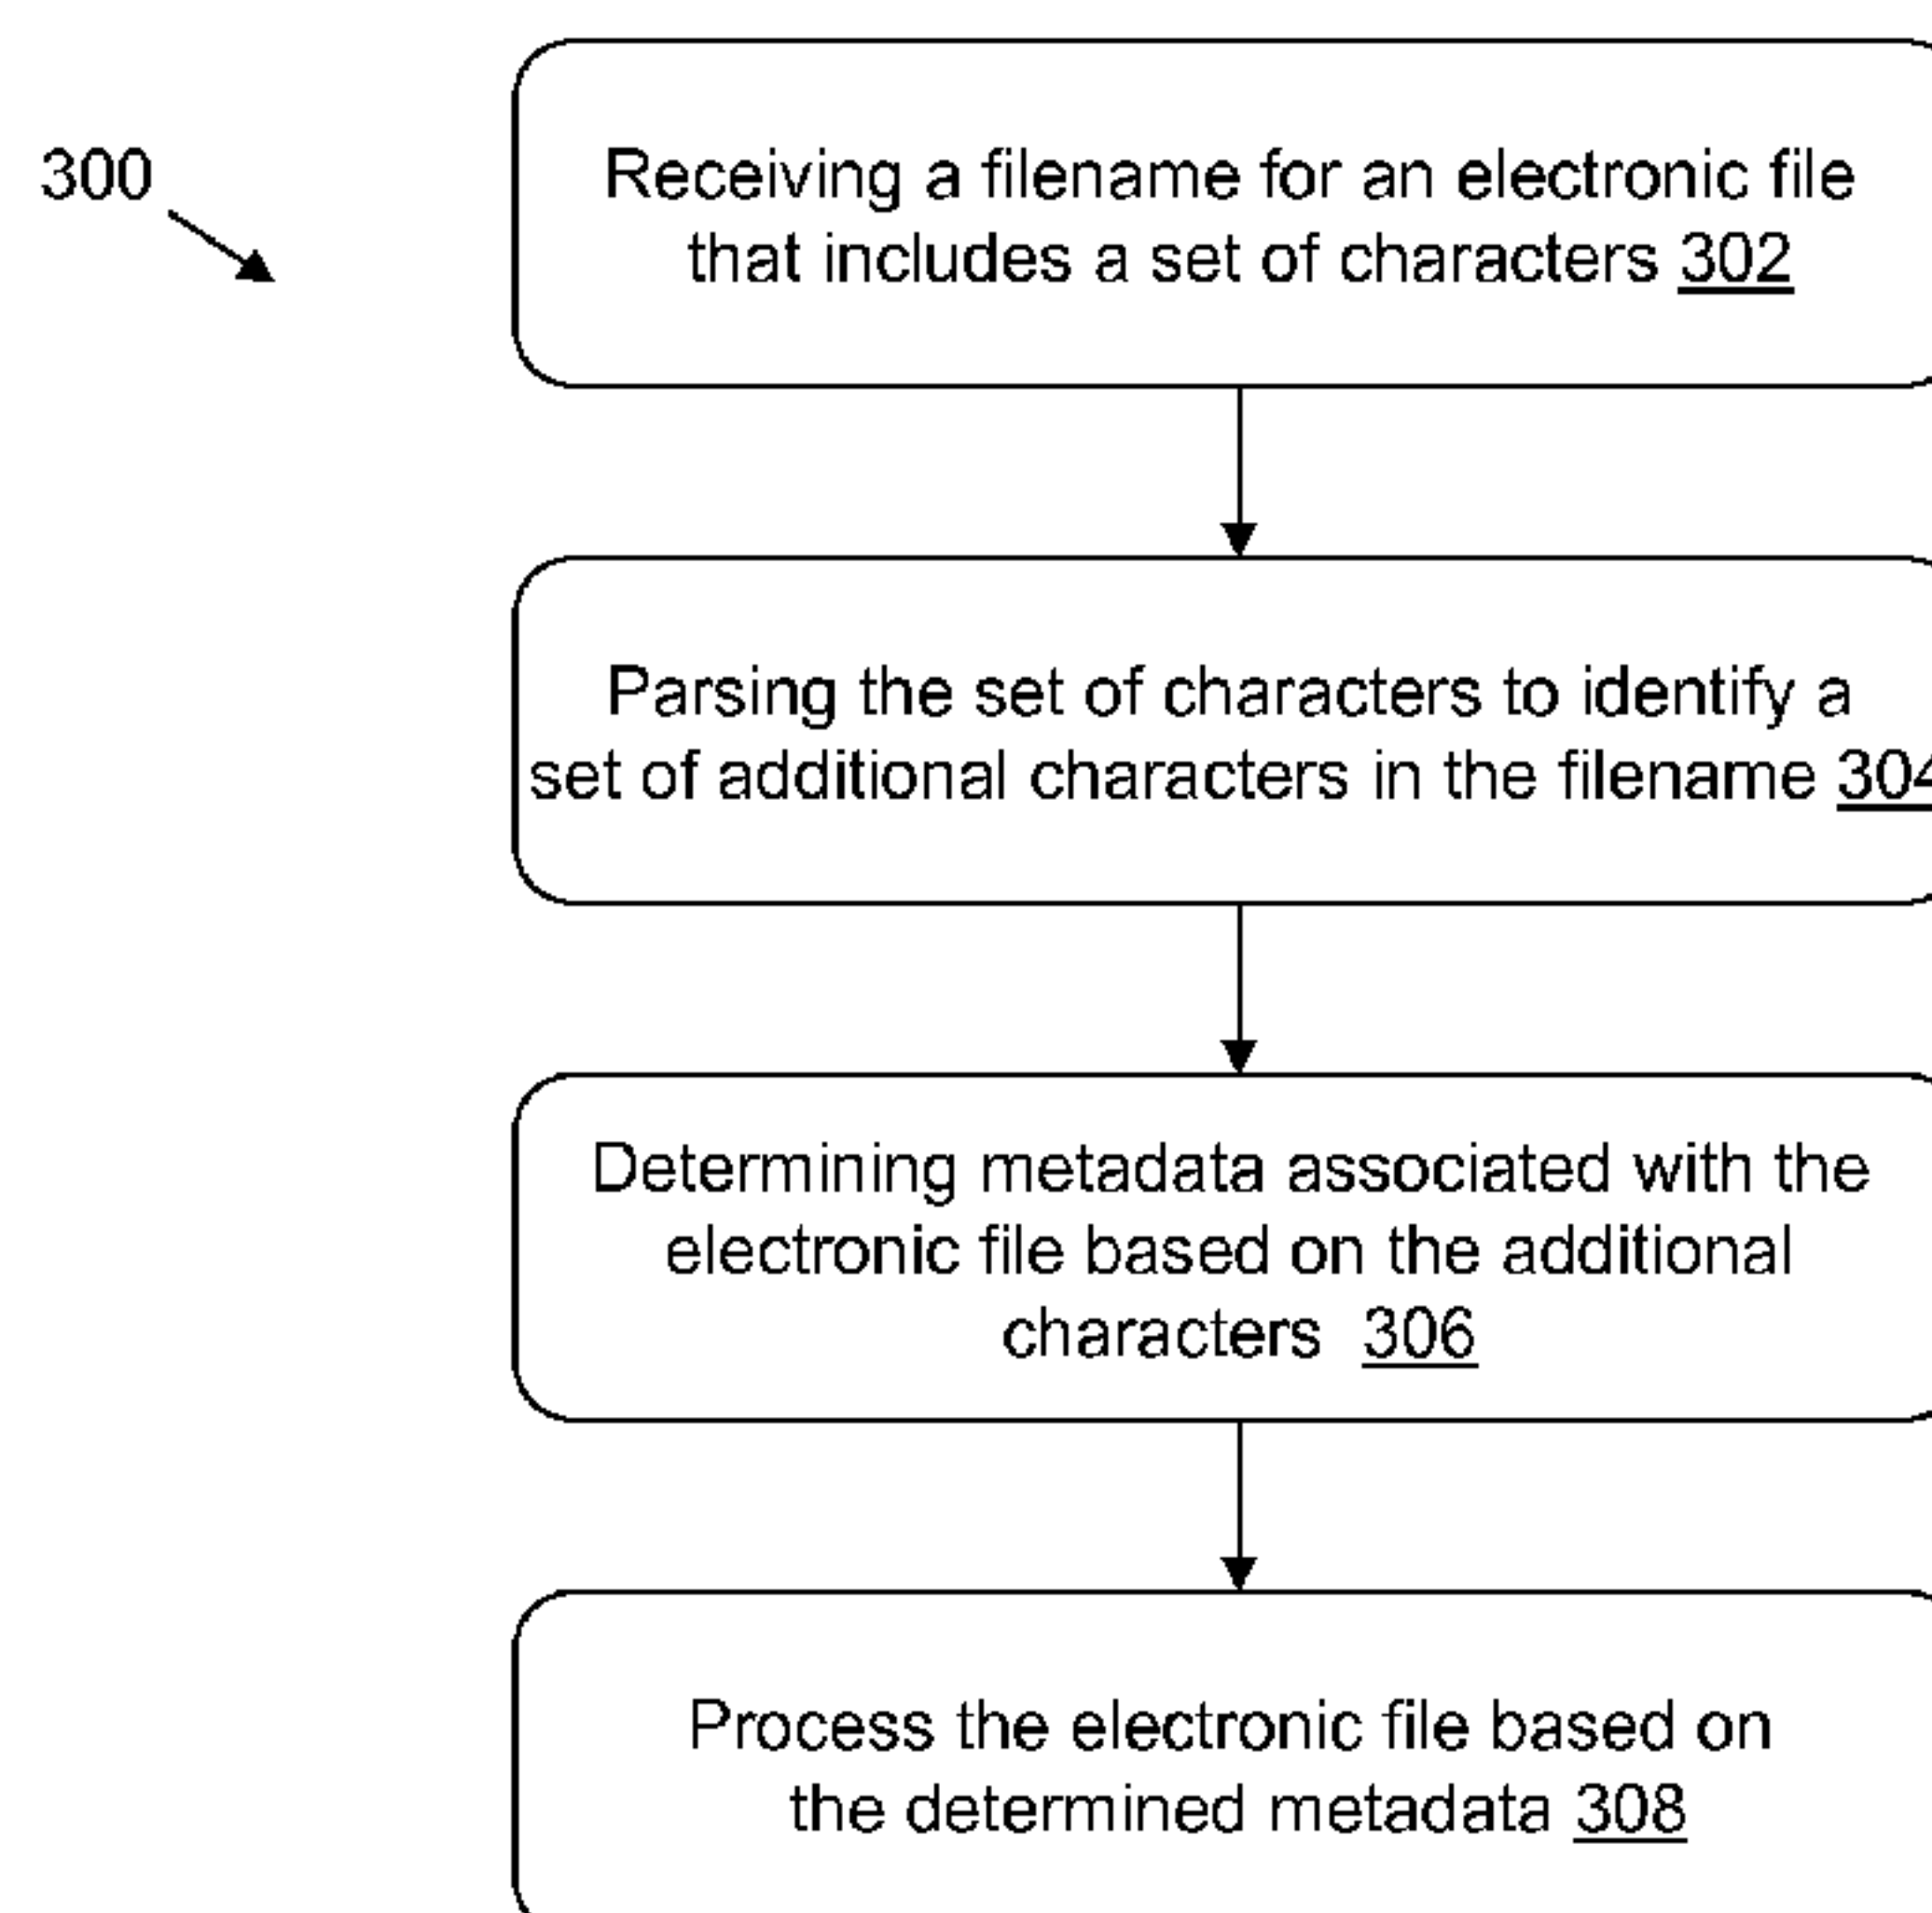 300
Receiving a filename for an electronic file
that includes a set of characters 302
Parsing the set of characters to identify a
set of additional characters in the filename 304
Determining metadata associated with the
electronic file based on the additional
characters 306
Process the electronic file based on
the determined metadata 308